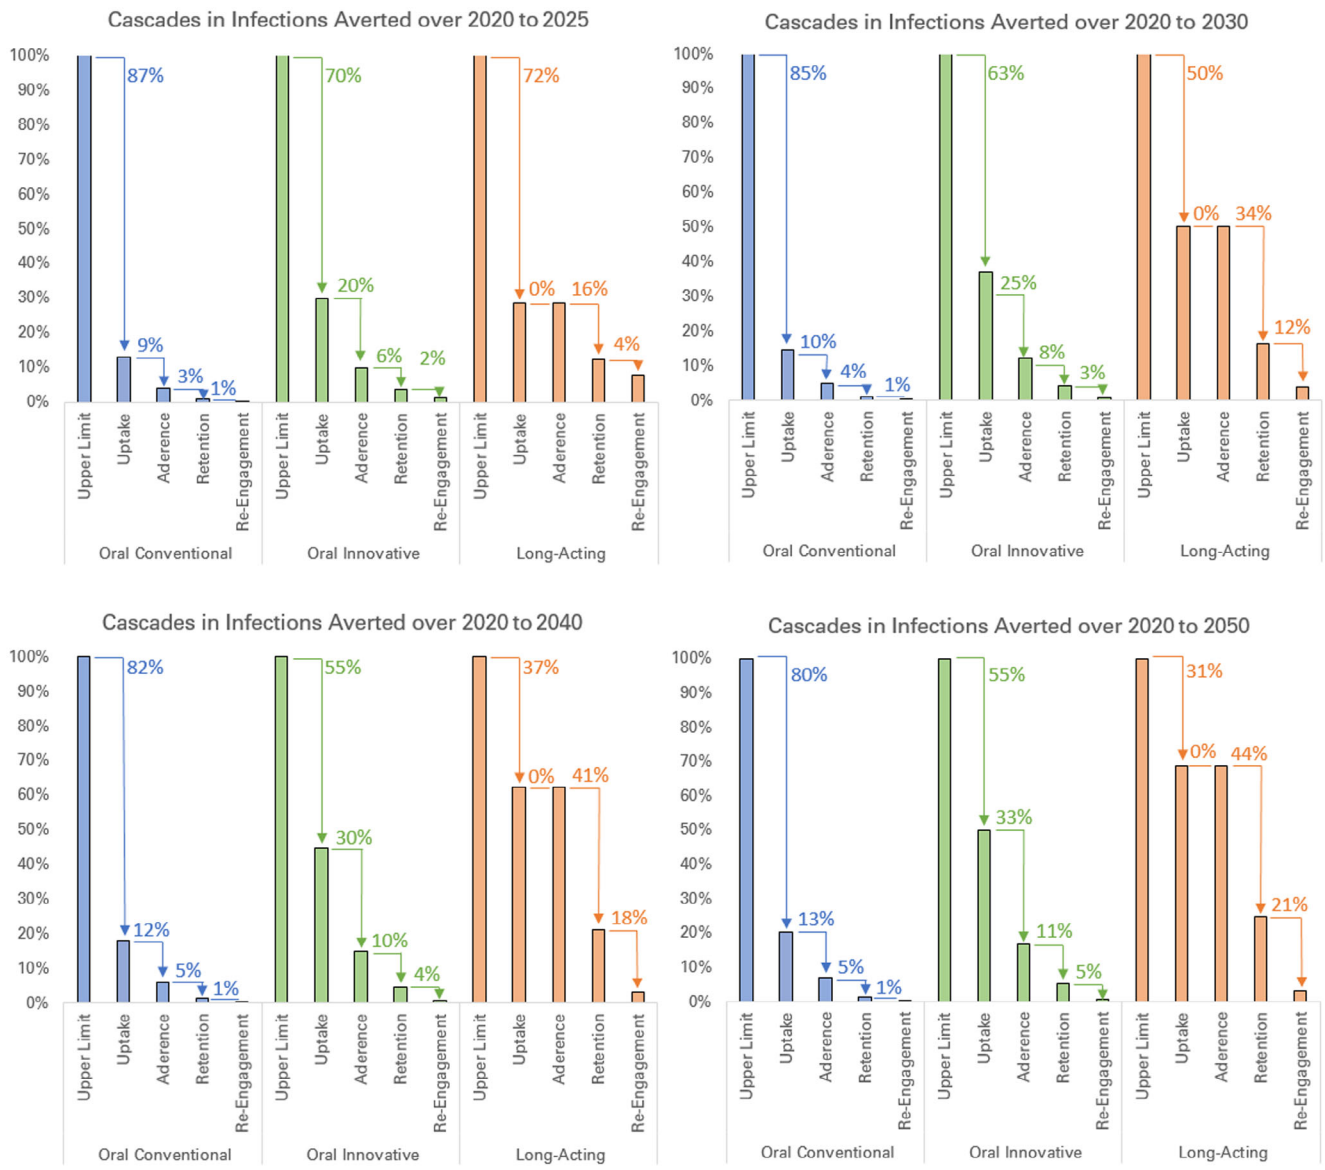 Cascades in Infections Averted over 2020 to 2025
100%
90%
80%
70%
60%
50%
40%
30%
20%
10%
0%
87%
9%
3%
1%
70%
20%
6%
2%
72%
0%
16%
4%
Upper Limit
Uptake
Aderence
Retention
Re-Engagement
Upper Limit
Uptake
Aderence
Retention
Re-Engagement
Upper Limit
Uptake
Aderence
Retention
Re-Engagement
Oral Conventional
Oral Innovative
Long-Acting
Cascades in Infections Averted over 2020 to 2030
100%
90%
80%
70%
60%
50%
40%
30%
20%
10%
0%
85%
10%
4%
1%
63%
25%
8%
3%
50%
0%
34%
12%
Upper Limit
Uptake
Aderence
Retention
Re-Engagement
Upper Limit
Uptake
Aderence
Retention
Re-Engagement
Upper Limit
Uptake
Aderence
Retention
Re-Engagement
Oral Conventional
Oral Innovative
Long-Acting
Cascades in Infections Averted over 2020 to 2040
100%
90%
80%
70%
60%
50%
40%
30%
20%
10%
0%
82%
12%
5%
1%
55%
30%
10%
4%
37%
0%
41%
18%
Upper Limit
Uptake
Aderence
Retention
Re-Engagement
Upper Limit
Uptake
Aderence
Retention
Re-Engagement
Upper Limit
Uptake
Aderence
Retention
Re-Engagement
Oral Conventional
Oral Innovative
Long-Acting
Cascades in Infections Averted over 2020 to 2050
100%
90%
80%
70%
60%
50%
40%
30%
20%
10%
0%
80%
13%
5%
1%
55%
33%
11%
5%
31%
0%
44%
21%
Upper Limit
Uptake
Aderence
Retention
Re-Engagement
Upper Limit
Uptake
Aderence
Retention
Re-Engagement
Upper Limit
Uptake
Aderence
Retention
Re-Engagement
Oral Conventional
Oral Innovative
Long-Acting